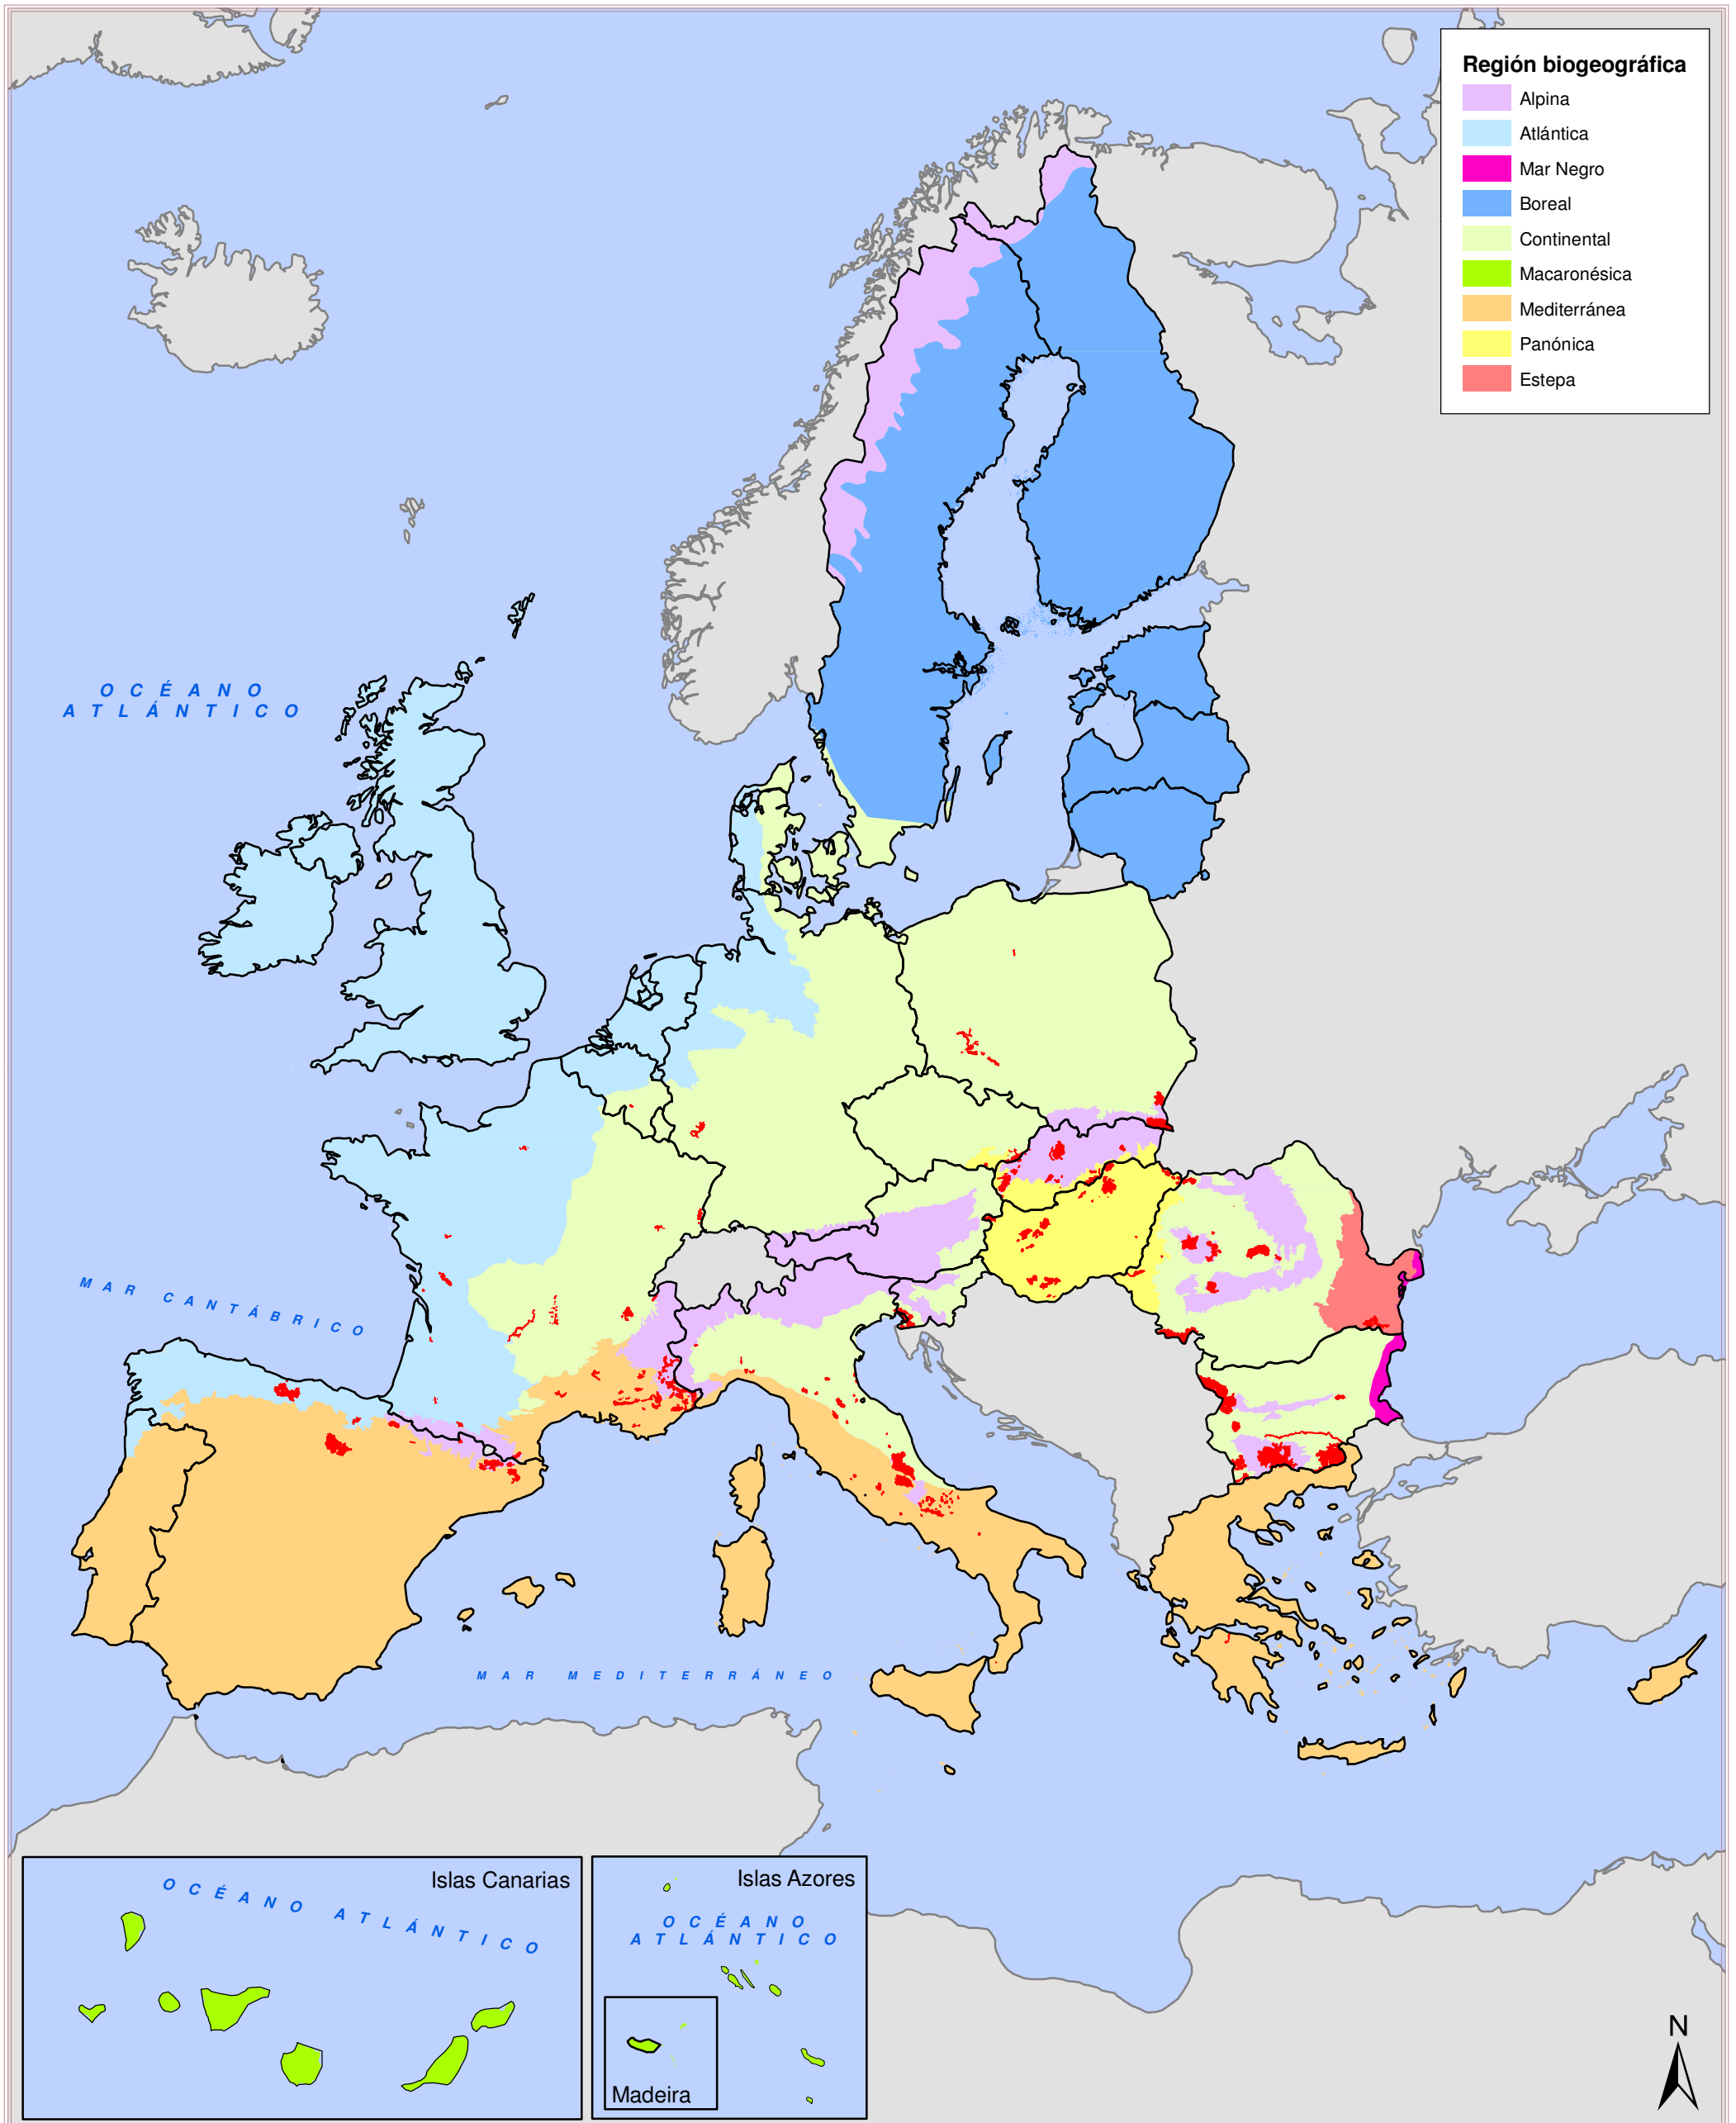 Región biogeográfica
Alpina
Atlántica
Mar Negro
Boreal
Continental
Macaronésica
Mediterránea
Panónica
Estepa
OCÉANO
ATLÁNTICO
MAR CANTÁBRICO
MAR MEDITERRÁNEO
Islas Canarias
OCÉANO ATLÁNTICO
Islas Azores
OCÉANO
ATLÁNTICO
Madeira
N